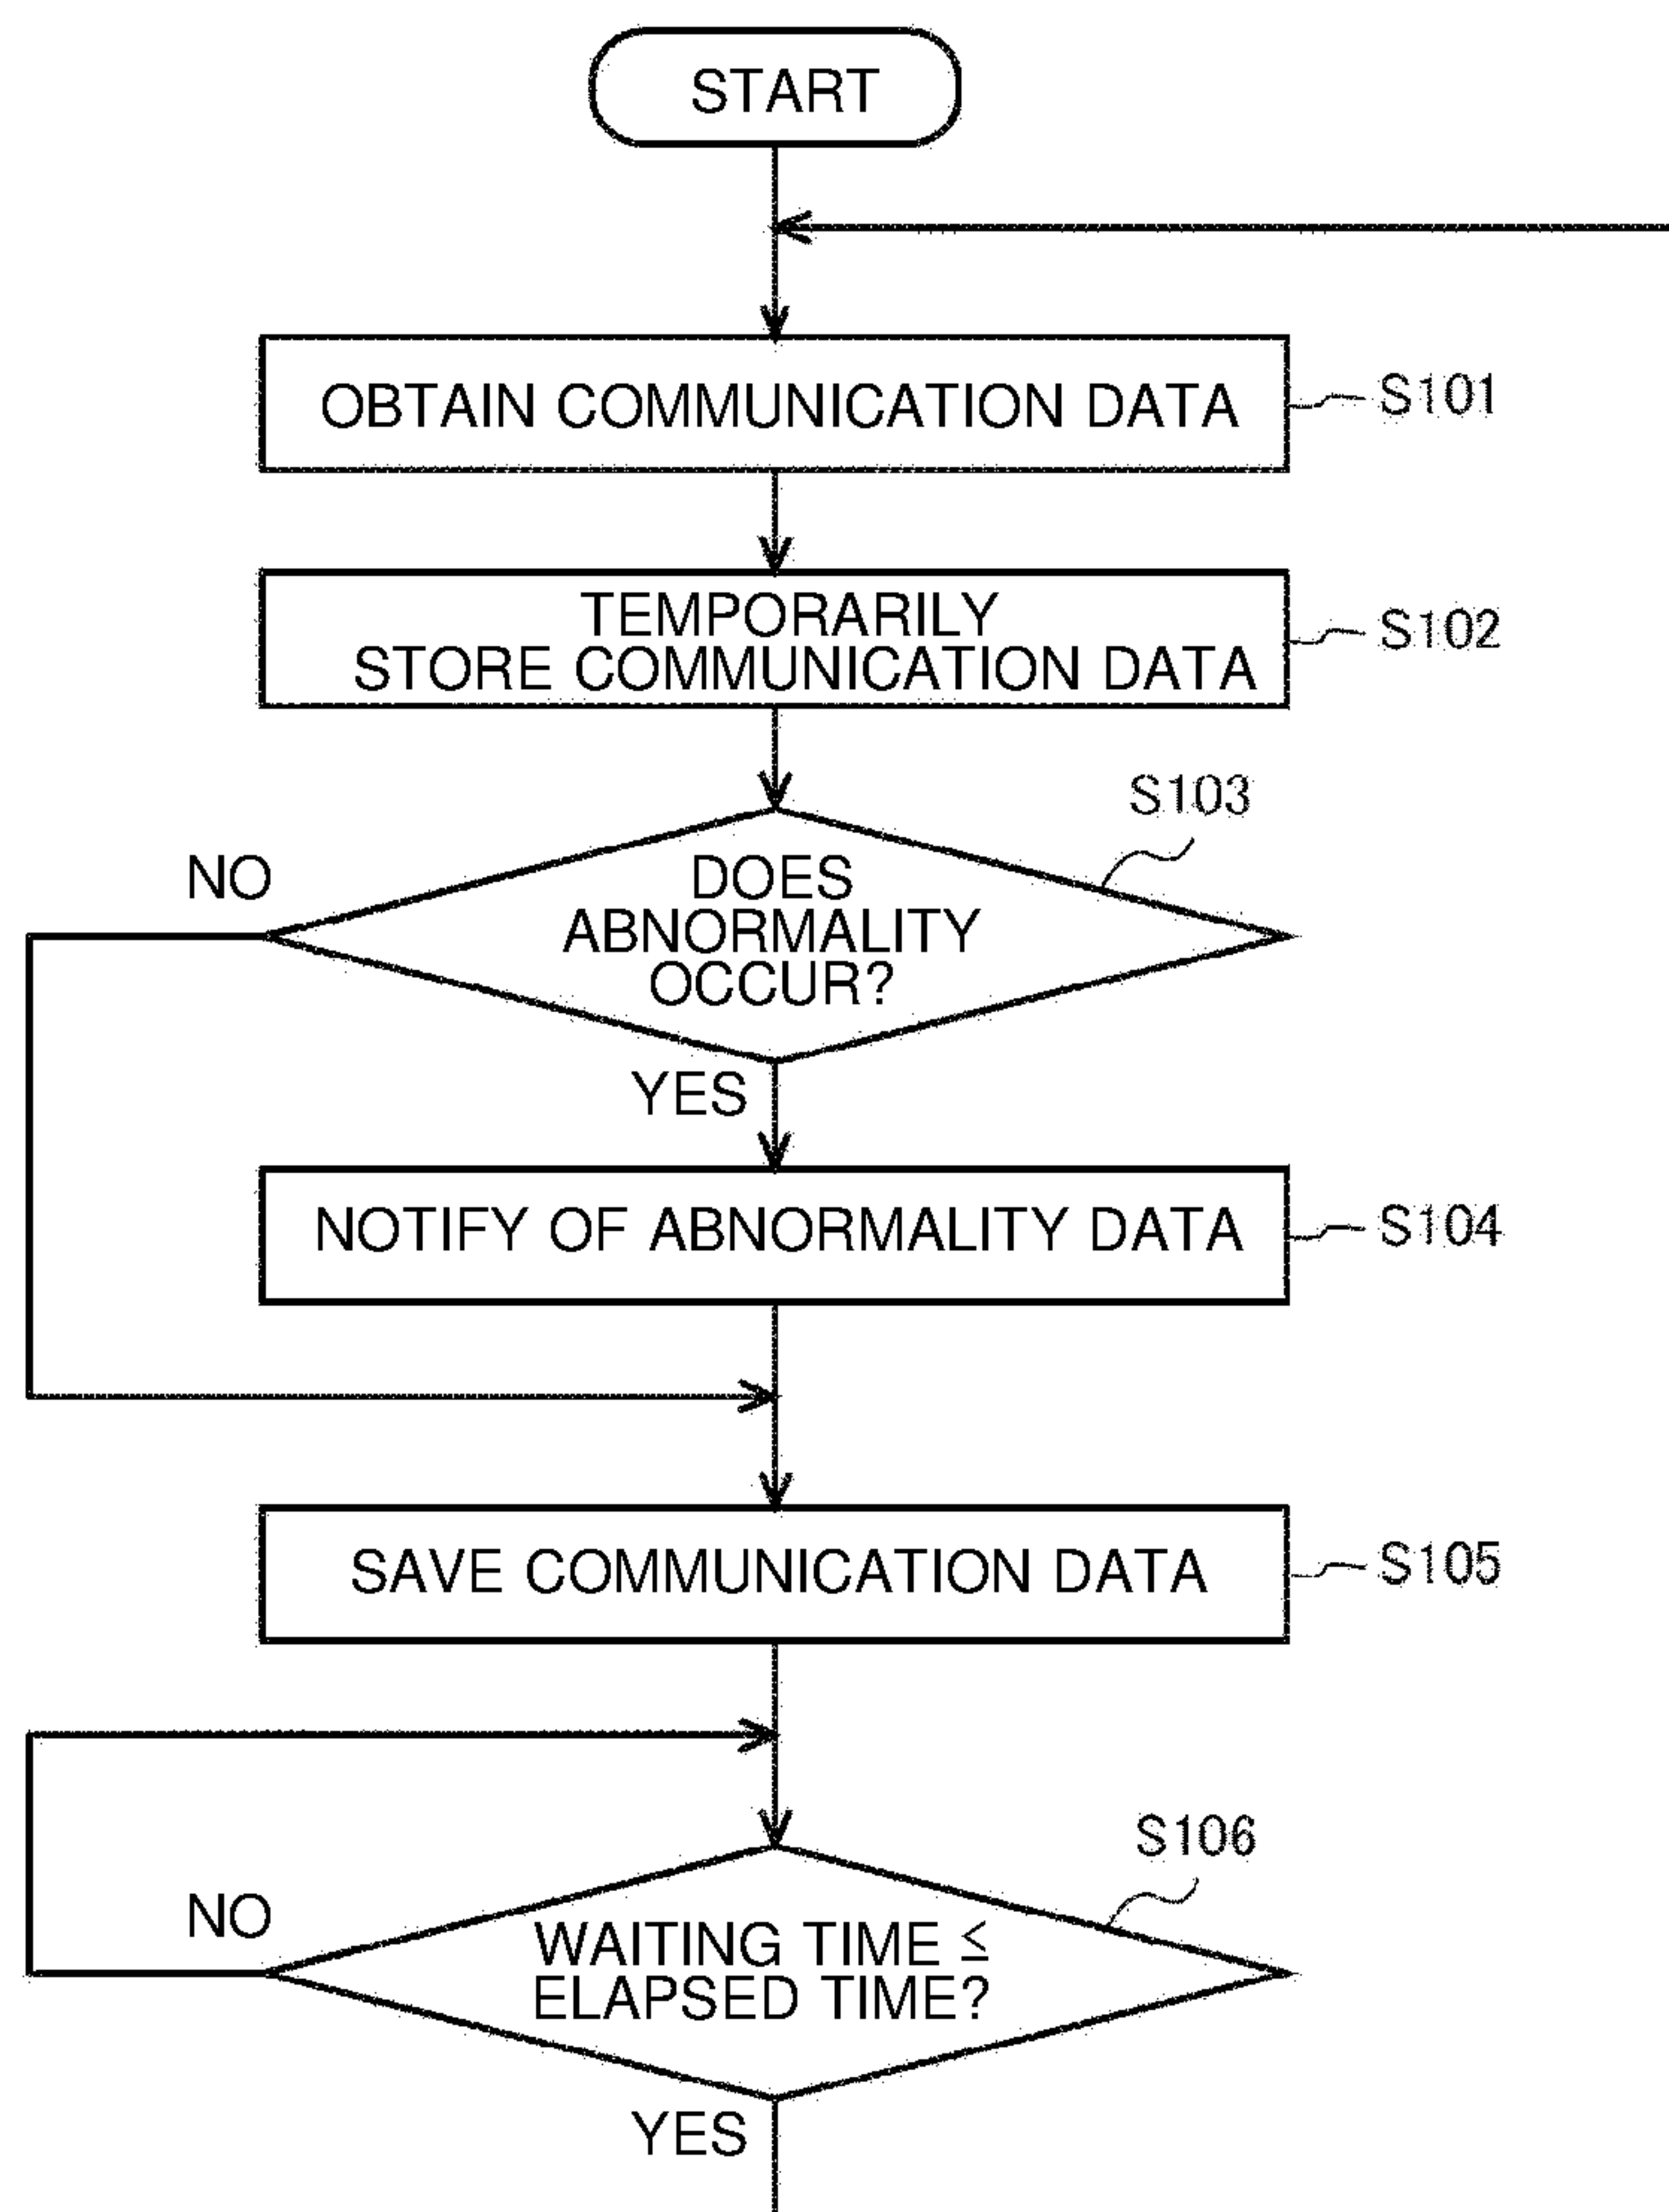 START
OBTAIN COMMUNICATION DATA
S101
TEMPORARILY
STORE COMMUNICATION DATA
S102
S103
NO
DOES
ABNORMALITY
OCCUR?
YES
NOTIFY OF ABNORMALITY DATA
S104
SAVE COMMUNICATION DATA
S105
S106
NO
WAITING TIME ≤
ELAPSED TIME?
YES